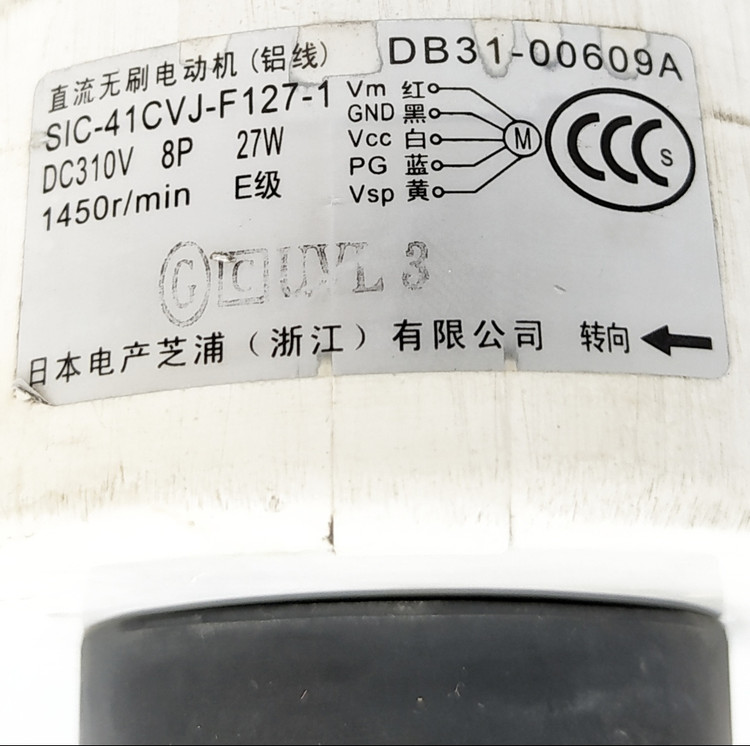 直流无刷电动机（铝线）
DB31-00609A
SIC-41CVJ-F127-1
DC310V 8P 27W
1450r/min E级
Vm 红
GND 黑
Vcc 白
PG 蓝
Vsp 黄
M
CCC S
G C 3
日本电产芝浦（浙江）有限公司 转向